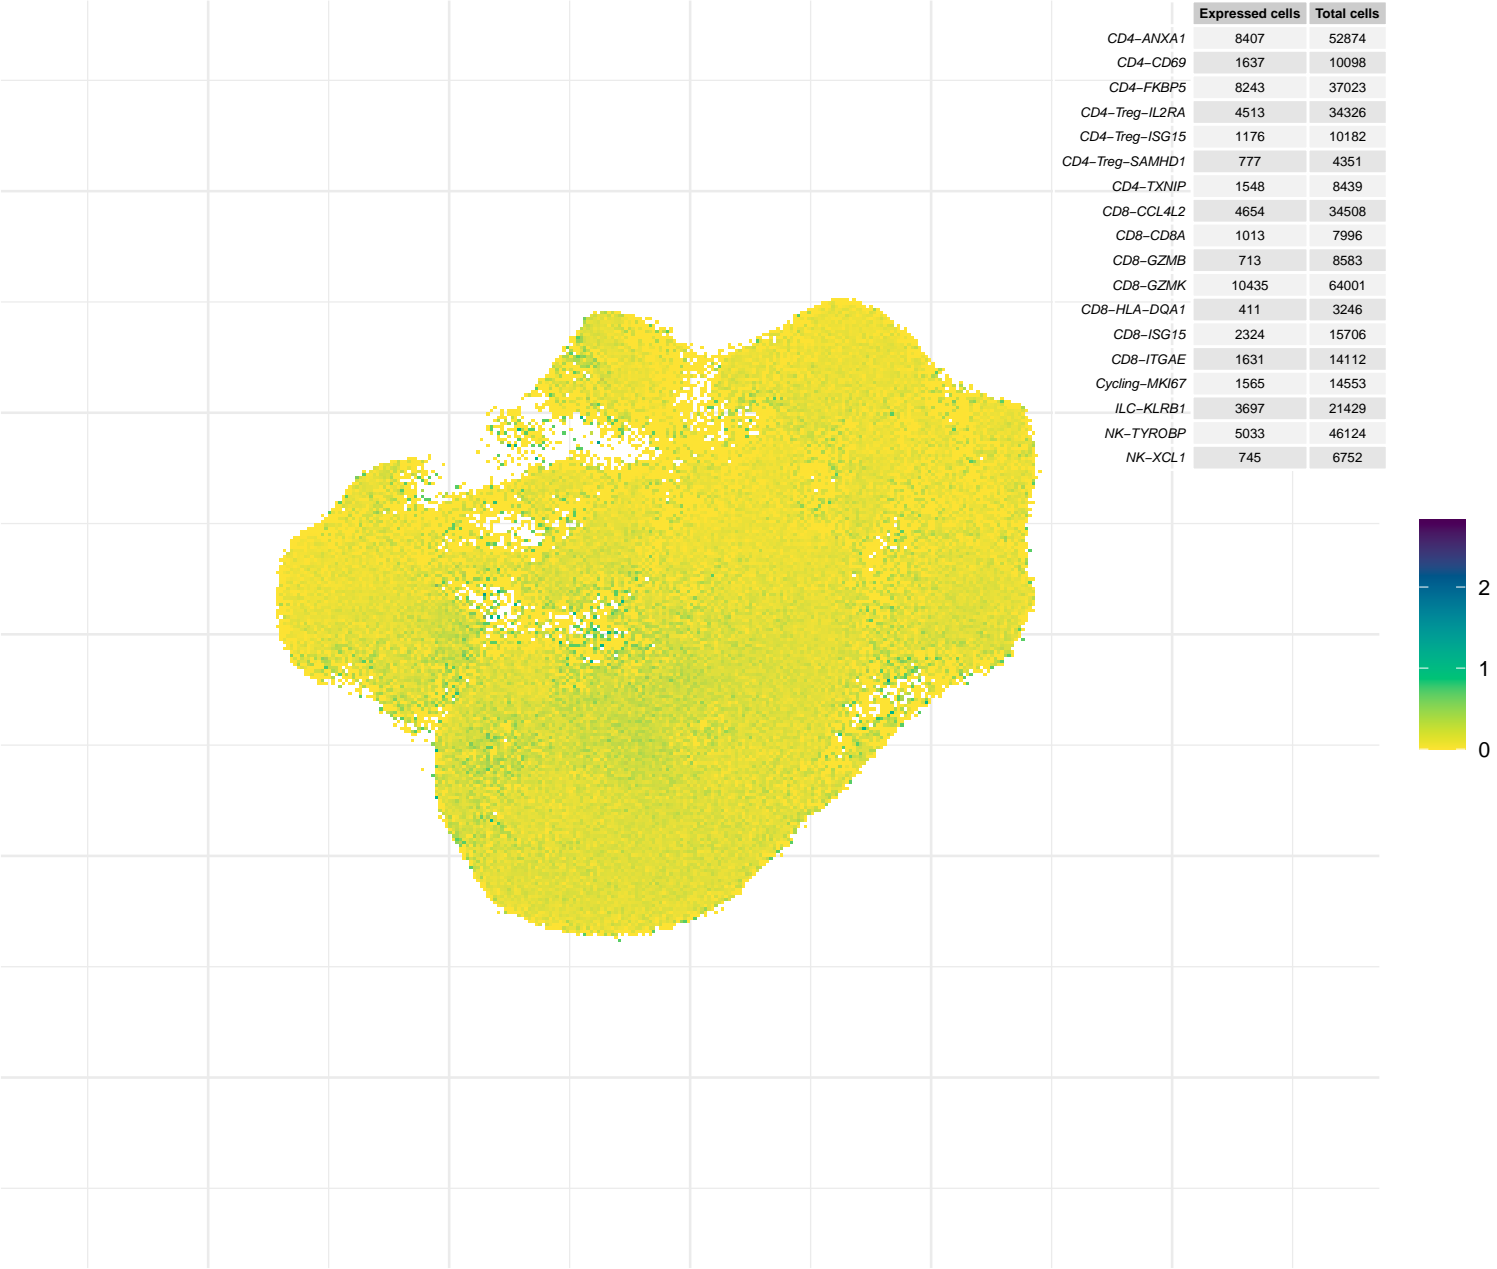 Expressed cells Total cells
CD4−ANXA1 8407 52874
CD4−CD69 1637 10098
CD4−FKBP5 8243 37023
CD4−Treg−IL2RA 4513 34326
CD4−Treg−ISG15 1176 10182
CD4−Treg−SAMHD1 777 4351
CD4−TXNIP 1548 8439
CD8−CCL4L2 4654 34508
CD8−CD8A 1013 7996
CD8−GZMB 713 8583
CD8−GZMK 10435 64001
CD8−HLA−DQA1 411 3246
CD8−ISG15 2324 15706
CD8−ITGAE 1631 14112
Cycling−MKI67 1565 14553
ILC−KLRB1 3697 21429
NK−TYROBP 5033 46124
NK−XCL1 745 6752
2
1
0